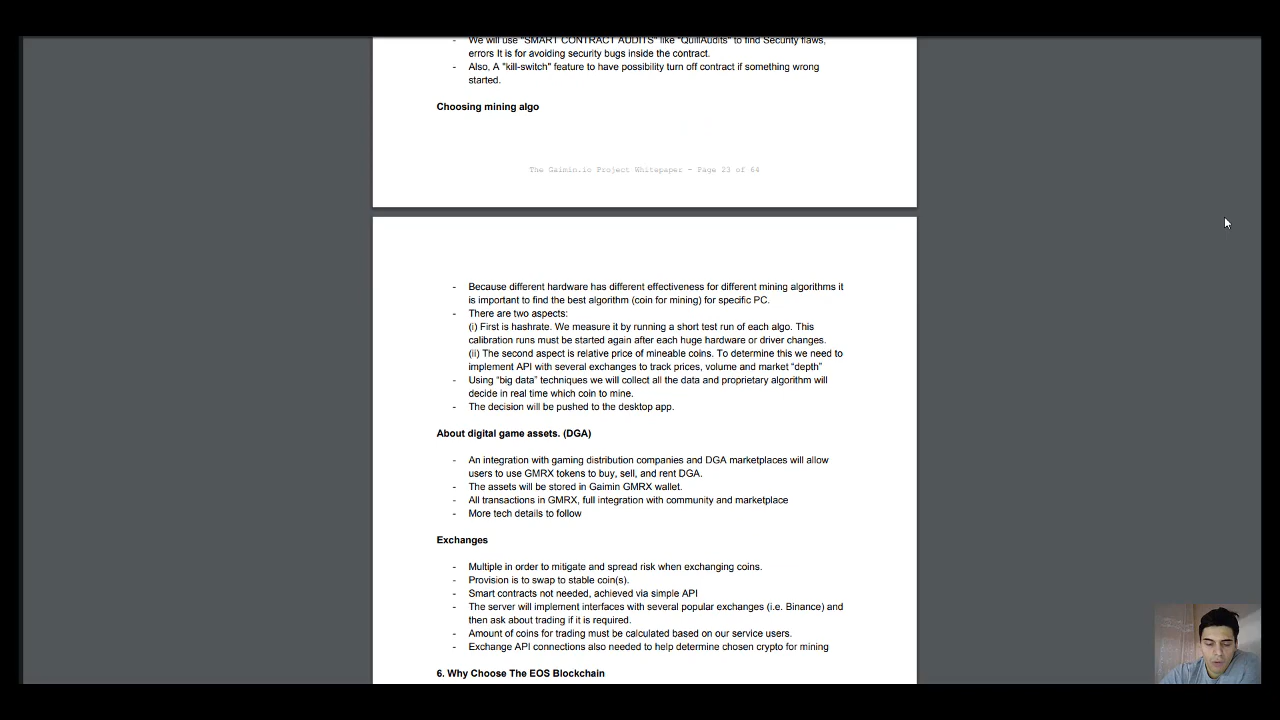 - We will use "SMART CONTRACT AUDITS" like "QuillAudits" to find Security flaws,
errors It is for avoiding security bugs inside the contract.
- Also, A "kill-switch" feature to have possibility turn off contract if something wrong
started.
Choosing mining algo
The Gaimin.io Project Whitepaper - Page 23 of 64
- Because different hardware has different effectiveness for different mining algorithms it
is important to find the best algorithm (coin for mining) for specific PC.
- There are two aspects:
(i) First is hashrate. We measure it by running a short test run of each algo. This
calibration runs must be started again after each huge hardware or driver changes.
(ii) The second aspect is relative price of mineable coins. To determine this we need to
implement API with several exchanges to track prices, volume and market “depth”
- Using “big data” techniques we will collect all the data and proprietary algorithm will
decide in real time which coin to mine.
- The decision will be pushed to the desktop app.
About digital game assets. (DGA)
- An integration with gaming distribution companies and DGA marketplaces will allow
users to use GMRX tokens to buy, sell, and rent DGA.
- The assets will be stored in Gaimin GMRX wallet.
- All transactions in GMRX, full integration with community and marketplace
- More tech details to follow
Exchanges
- Multiple in order to mitigate and spread risk when exchanging coins.
- Provision is to swap to stable coin(s).
- Smart contracts not needed, achieved via simple API
- The server will implement interfaces with several popular exchanges (i.e. Binance) and
then ask about trading if it is required.
- Amount of coins for trading must be calculated based on our service users.
- Exchange API connections also needed to help determine chosen crypto for mining
6. Why Choose The EOS Blockchain